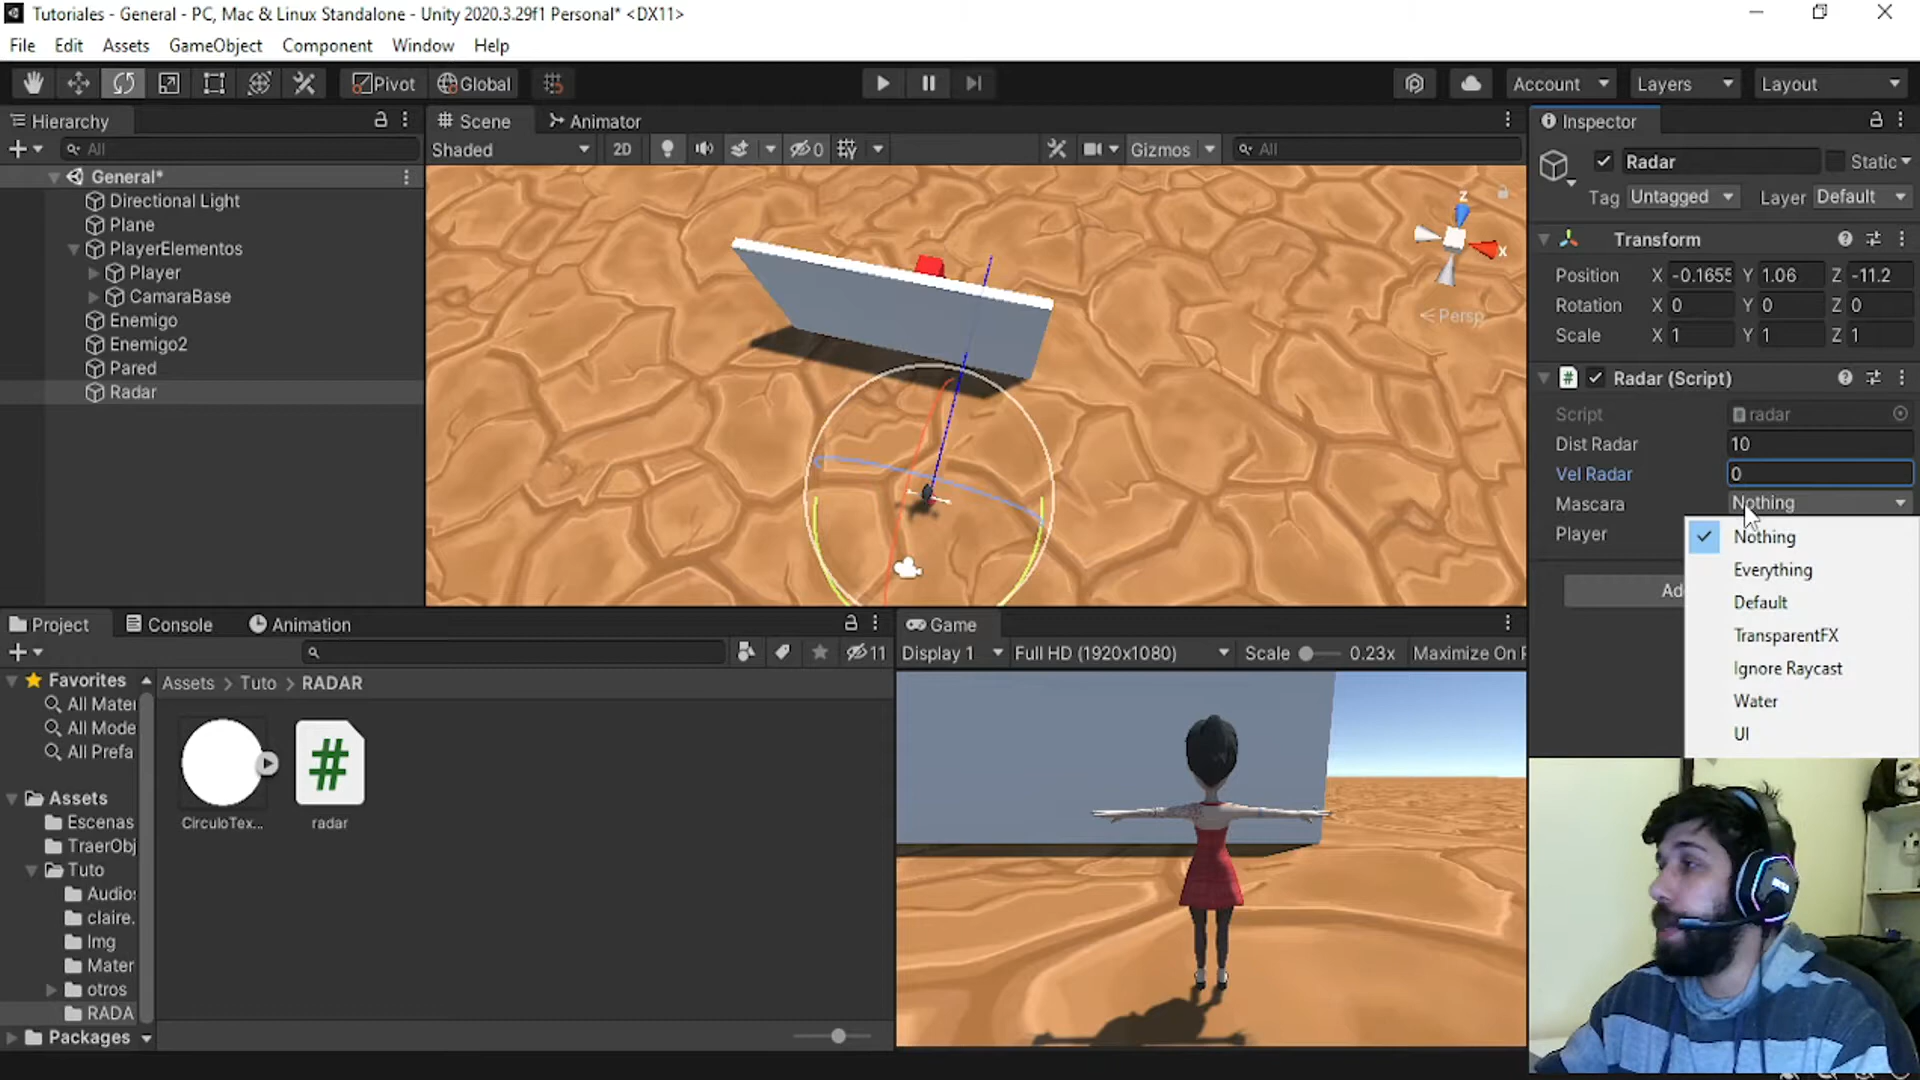 Tutoriales - General - PC, Mac & Linux Standalone - Unity 2020.3.29f1 Personal* <DX11>
File Edit Assets GameObject Component Window Help
Pivot Global Account Layers Layout
Hierarchy
All
General*
Directional Light
Plane
PlayerElementos
Player
CamaraBase
Enemigo
Enemigo2
Pared
Radar
Scene Animator
Shaded 2D 0 Gizmos All
z
x
Persp
Inspector
Radar Static
Tag Untagged Layer Default
Transform
Position X -0.1655 Y 1.06 Z -11.2
Rotation X 0 Y 0 Z 0
Scale X 1 Y 1 Z 1
# Radar (Script)
Script radar
Dist Radar 10
Vel Radar 0
Mascara Nothing
Player
Nothing
Everything
Default
TransparentFX
Ignore Raycast
Water
UI
Project Console Animation
11
Favorites
All Mater
All Mode
All Prefa
Assets
Escenas
TraerObj
Tuto
Audio
claire.
Img
Mater
otros
RADA
Packages
Assets > Tuto > RADAR
#
CirculoTex... radar
Game
Display 1 Full HD (1920x1080) Scale 0.23x Maximize On P